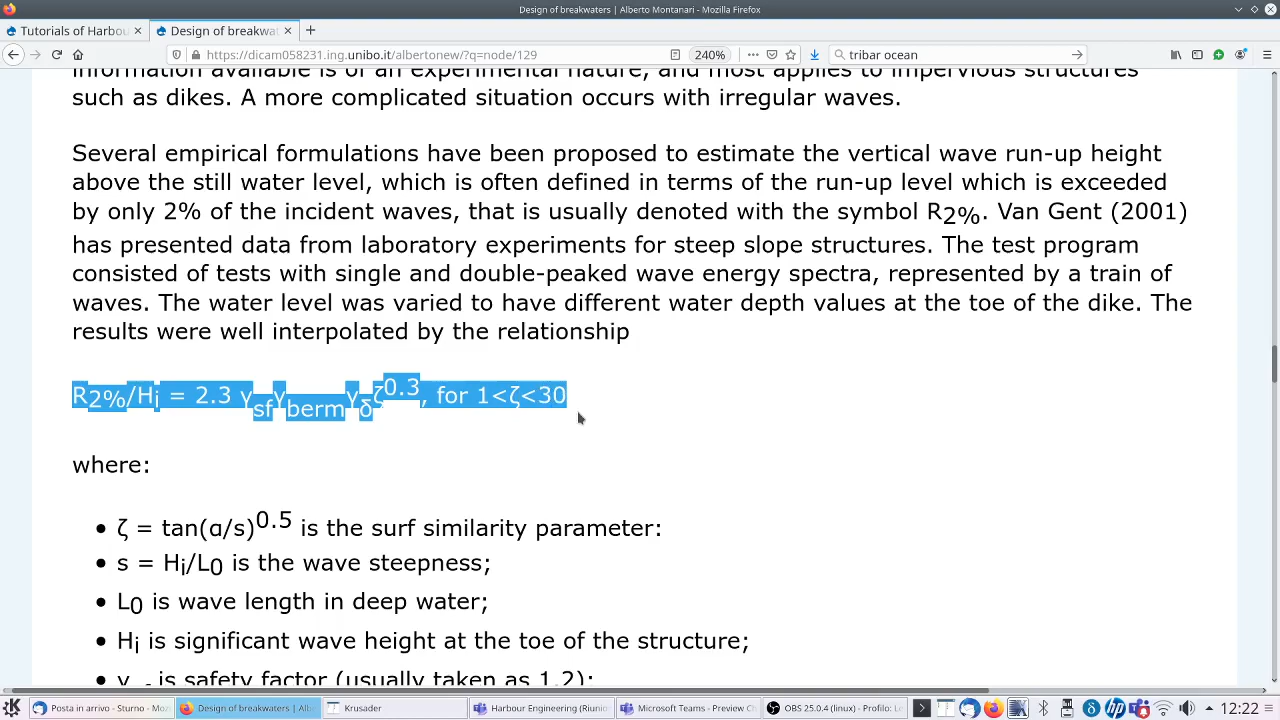 Design of breakwaters | Alberto Montanari - Mozilla Firefox
Tutorials of Harbou
Design of breakwat
https://dicam058231.ing.unibo.it/albertonew/?q=node/129
240%
tribar ocean
information available is of an experimental nature, and most applies to impervious structures
such as dikes. A more complicated situation occurs with irregular waves.
Several empirical formulations have been proposed to estimate the vertical wave run-up height
above the still water level, which is often defined in terms of the run-up level which is exceeded
by only 2% of the incident waves, that is usually denoted with the symbol R2%. Van Gent (2001)
has presented data from laboratory experiments for steep slope structures. The test program
consisted of tests with single and double-peaked wave energy spectra, represented by a train of
waves. The water level was varied to have different water depth values at the toe of the dike. The
results were well interpolated by the relationship
R2%/Hi = 2.3 γsfγbermγδζ0.3, for 1<ζ<30
where:
• ζ = tan(α/s)0.5 is the surf similarity parameter:
• s = Hi/L0 is the wave steepness;
• L0 is wave length in deep water;
• Hi is significant wave height at the toe of the structure;
is safety factor (usually taken as 1.2);
Posta in arrivo - Sturno - Mo
Design of breakwaters | Alb
Krusader
Harbour Engineering (Riunio
Microsoft Teams - Preview Ch
OBS 25.0.4 (linux) - Profilo: L
12:22